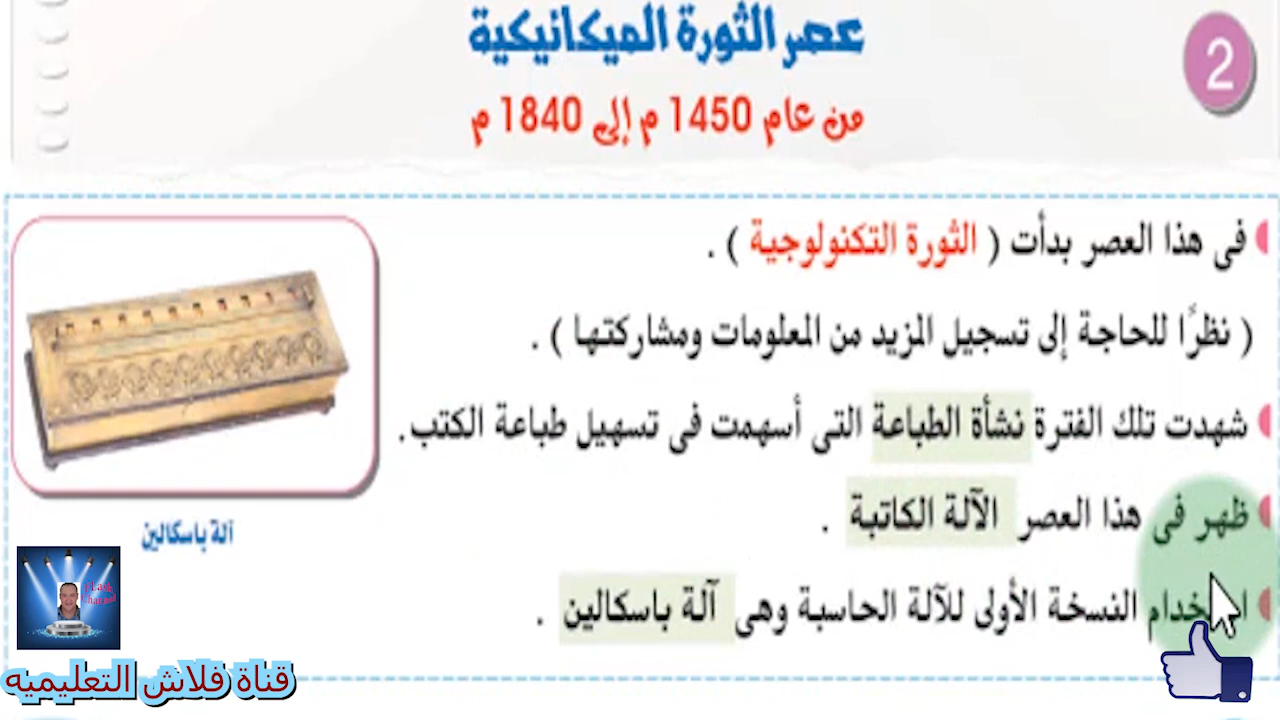 عصر الثورة الميكانيكية
2
من عام 1450 م إلى 1840 م
فى هذا العصر بدأت ( الثورة التكنولوجية ) .
( نظرًا للحاجة إلى تسجيل المزيد من المعلومات ومشاركتها ) .
شهدت تلك الفترة نشأة الطباعة التى أسهمت فى تسهيل طباعة الكتب .
ظهر فى هذا العصر الآلة الكاتبة .
النسخة الأولى للآلة الحاسبة وهى آلة باسكالين .
آلة باسكالين
قناة فلاش التعليميه